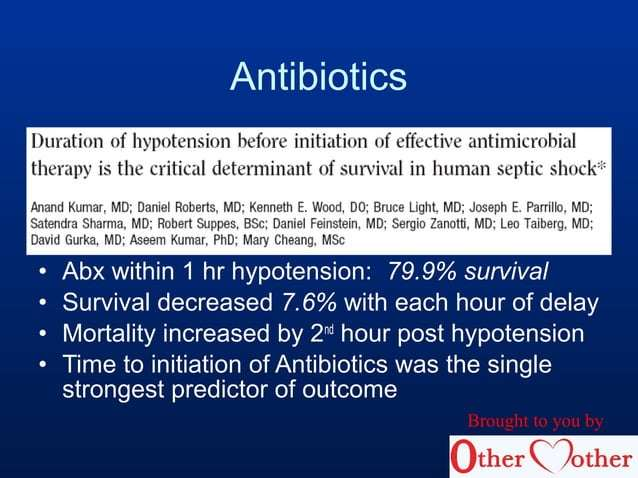 Antibiotics
Duration of hypotension before initiation of effective antimicrobial
therapy is the critical determinant of survival in human septic shock*
Anand Kumar, MD; Daniel Roberts, MD; Kenneth E. Wood, DO; Bruce Light, MD; Joseph E. Parrillo, MD;
Satendra Sharma, MD; Robert Suppes, BSc; Daniel Feinstein, MD; Sergio Zanotti, MD; Leo Taiberg, MD;
David Gurka, MD; Aseem Kumar, PhD; Mary Cheang, MSc
• Abx within 1 hr hypotension: 79.9% survival
• Survival decreased 7.6% with each hour of delay
• Mortality increased by 2nd hour post hypotension
• Time to initiation of Antibiotics was the single
strongest predictor of outcome
Brought to you by
Other Mother